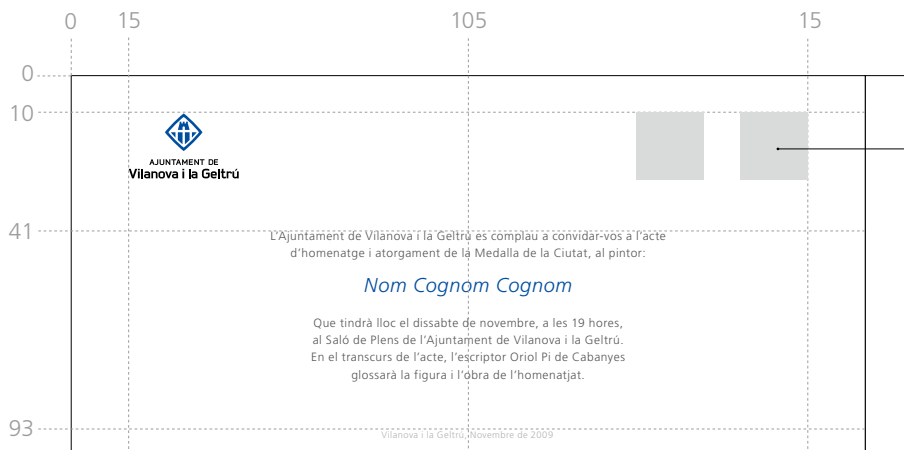 0 15 105 15
0
10
AJUNTAMENT DE
Vilanova i la Geltrú
41
L'Ajuntament de Vilanova i la Geltrú es complau a convidar-vos a l'acte
d'homenatge i atorgament de la Medalla de la Ciutat, al pintor:
Nom Cognom Cognom
Que tindrà lloc el dissabte de novembre, a les 19 hores,
al Saló de Plens de l'Ajuntament de Vilanova i la Geltrú.
En el transcurs de l'acte, l'escriptor Oriol Pi de Cabanyes
glossarà la figura i l'obra de l'homenatjat.
93
Vilanova i la Geltrú, Novembre de 2009